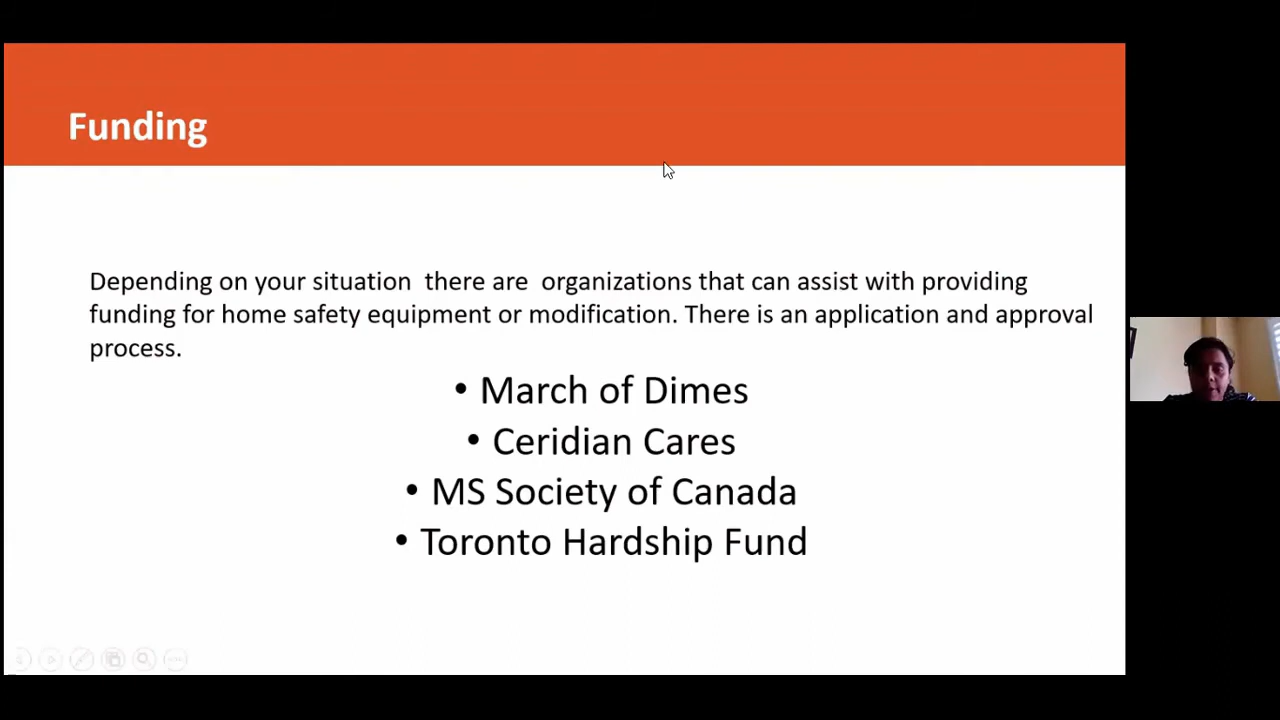 Funding
Depending on your situation  there are  organizations that can assist with providing
funding for home safety equipment or modification. There is an application and approval
process.
• March of Dimes
• Ceridian Cares
• MS Society of Canada
• Toronto Hardship Fund